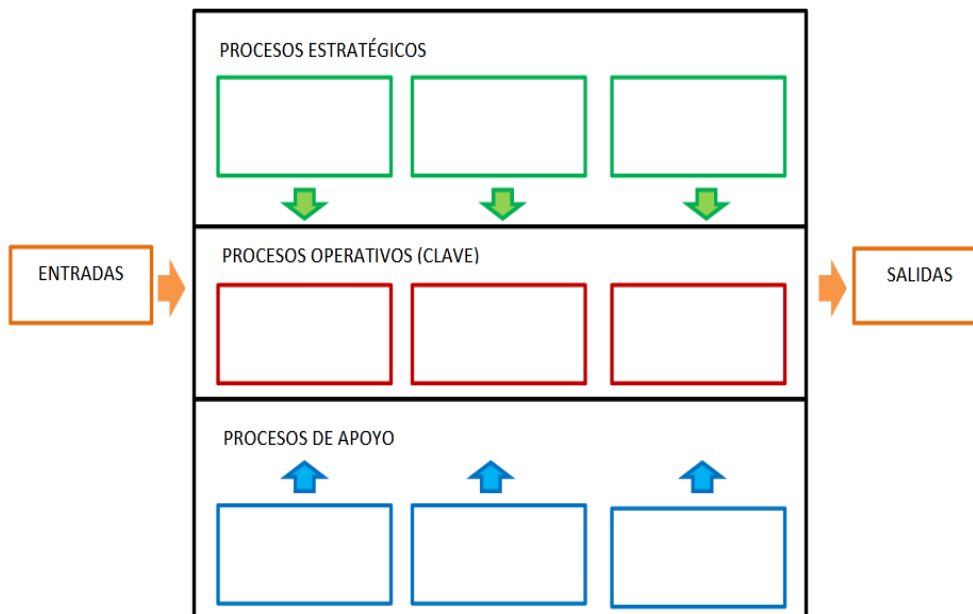 PROCESOS ESTRATÉGICOS
PROCESOS OPERATIVOS (CLAVE)
ENTRADAS
SALIDAS
PROCESOS DE APOYO